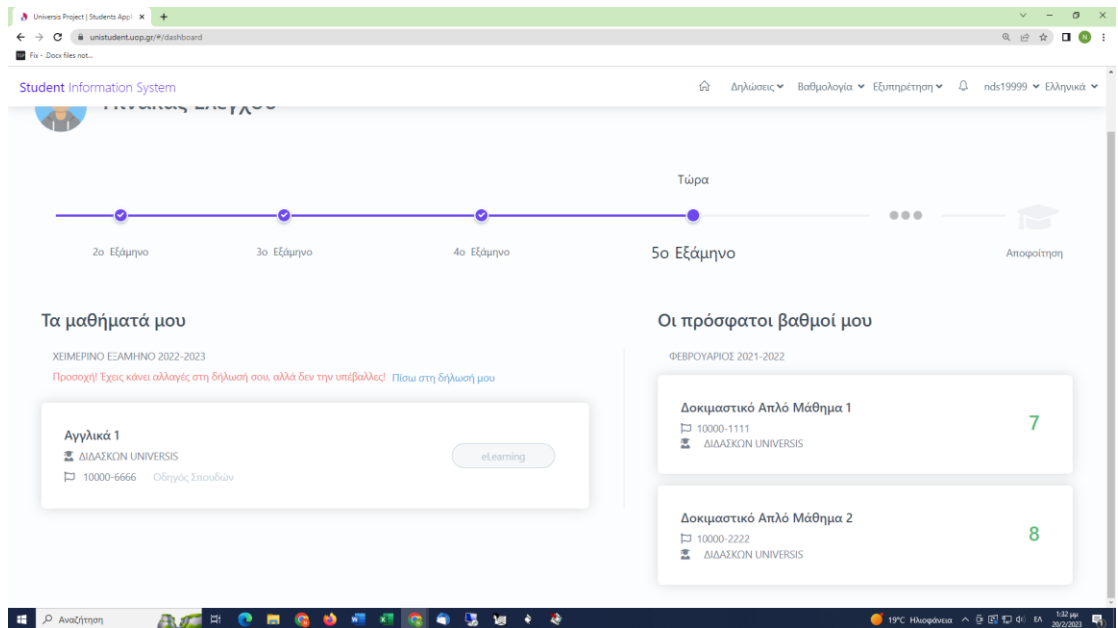 Universis Project | Students Appl
unistudent.uop.gr/#/dashboard
Fix - .Docx files not...
Student Information System
Δηλώσεις
Βαθμολογία
Εξυπηρέτηση
nds19999
Ελληνικά
Πίνακας Ελέγχου
Τώρα
2ο Εξάμηνο
3ο Εξάμηνο
4ο Εξάμηνο
5ο Εξάμηνο
Αποφοίτηση
Τα μαθήματά μου
ΧΕΙΜΕΡΙΝΟ ΕΞΑΜΗΝΟ 2022-2023
Προσοχή! Έχεις κάνει αλλαγές στη δήλωσή σου, αλλά δεν την υπέβαλλες! Πίσω στη δήλωσή μου
Αγγλικά 1
ΔΙΔΑΣΚΩΝ UNIVERSIS
10000-6666 Οδηγός Σπουδών
eLearning
Οι πρόσφατοι βαθμοί μου
ΦΕΒΡΟΥΑΡΙΟΣ 2021-2022
Δοκιμαστικό Απλό Μάθημα 1
10000-1111
ΔΙΔΑΣΚΩΝ UNIVERSIS
7
Δοκιμαστικό Απλό Μάθημα 2
10000-2222
ΔΙΔΑΣΚΩΝ UNIVERSIS
8
Αναζήτηση
19°C Ηλιοφάνεια
ΕΛ
1:32 μμ
20/2/2023